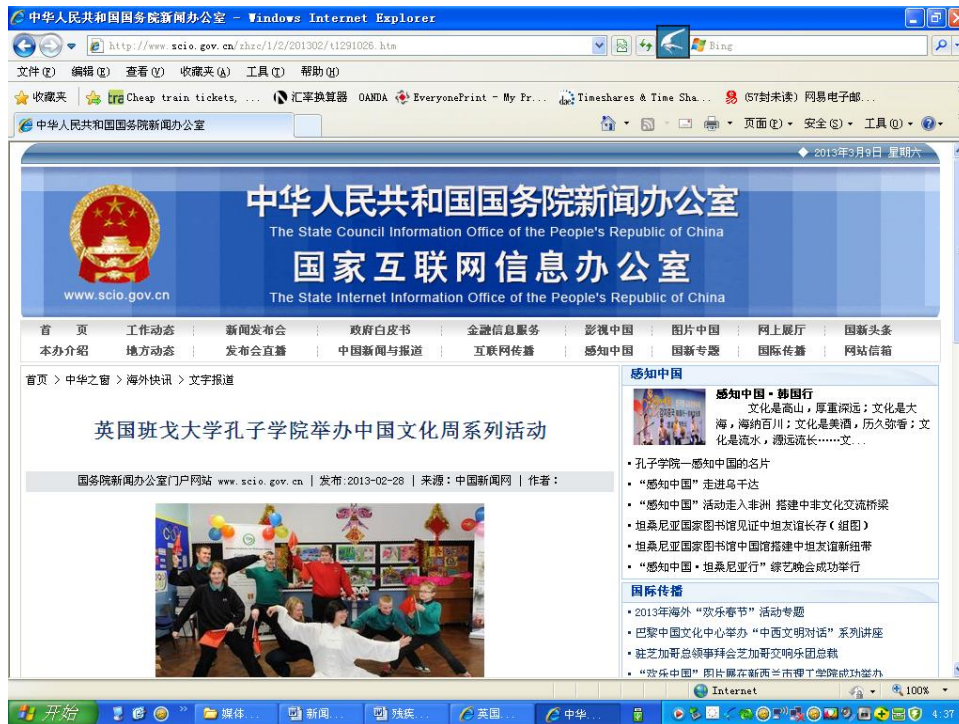 中华人民共和国国务院新闻办公室 - Windows Internet Explorer
http://www.scio.gov.cn/zhzc/1/2/201302/t1291026.htm
Bing
文件(F) 编辑(E) 查看(V) 收藏夹(A) 工具(T) 帮助(H)
收藏夹 tra Cheap train tickets, ... 汇率换算器 OANDA EveryonePrint - My Pr... Timeshares & Time Sha... (57封未读) 网易电子邮...
中华人民共和国国务院新闻办公室
页面(P) 安全(S) 工具(O)
2013年3月9日 星期六
中华人民共和国国务院新闻办公室
The State Council Information Office of the People's Republic of China
国家互联网信息办公室
The State Internet Information Office of the People's Republic of China
www.scio.gov.cn
首 页 工作动态 新闻发布会 政府白皮书 金融信息服务 影视中国 图片中国 网上展厅 国新头条
本办介绍 地方动态 发布会直播 中国新闻与报道 互联网传播 感知中国 国新专题 国际传播 网站信箱
首页 > 中华之窗 > 海外快讯 > 文字报道
英国班戈大学孔子学院举办中国文化周系列活动
国务院新闻办公室门户网站 www.scio.gov.cn | 发布:2013-02-28 | 来源：中国新闻网 | 作者：
感知中国
感知中国·韩国行
文化是高山，厚重深远；文化是大
海，海纳百川；文化是美酒，历久弥香；文
化是流水，源远流长……文...
·孔子学院—感知中国的名片
·“感知中国”走进乌干达
·“感知中国”活动走入非洲 搭建中非文化交流桥梁
·坦桑尼亚国家图书馆见证中坦友谊长存(组图)
·坦桑尼亚国家图书馆中国馆搭建中坦友谊新纽带
·“感知中国·坦桑尼亚行”综艺晚会成功举行
国际传播
·2013年海外“欢乐春节”活动专题
·巴黎中国文化中心举办“中西文明对话”系列讲座
·驻芝加哥总领事拜会芝加哥交响乐团总裁
·“欢乐中国”图片展在新西兰市理工学院成功举办
Internet 100%
开始 媒体... 新闻... 残疾... 英国... 中华... 4:37